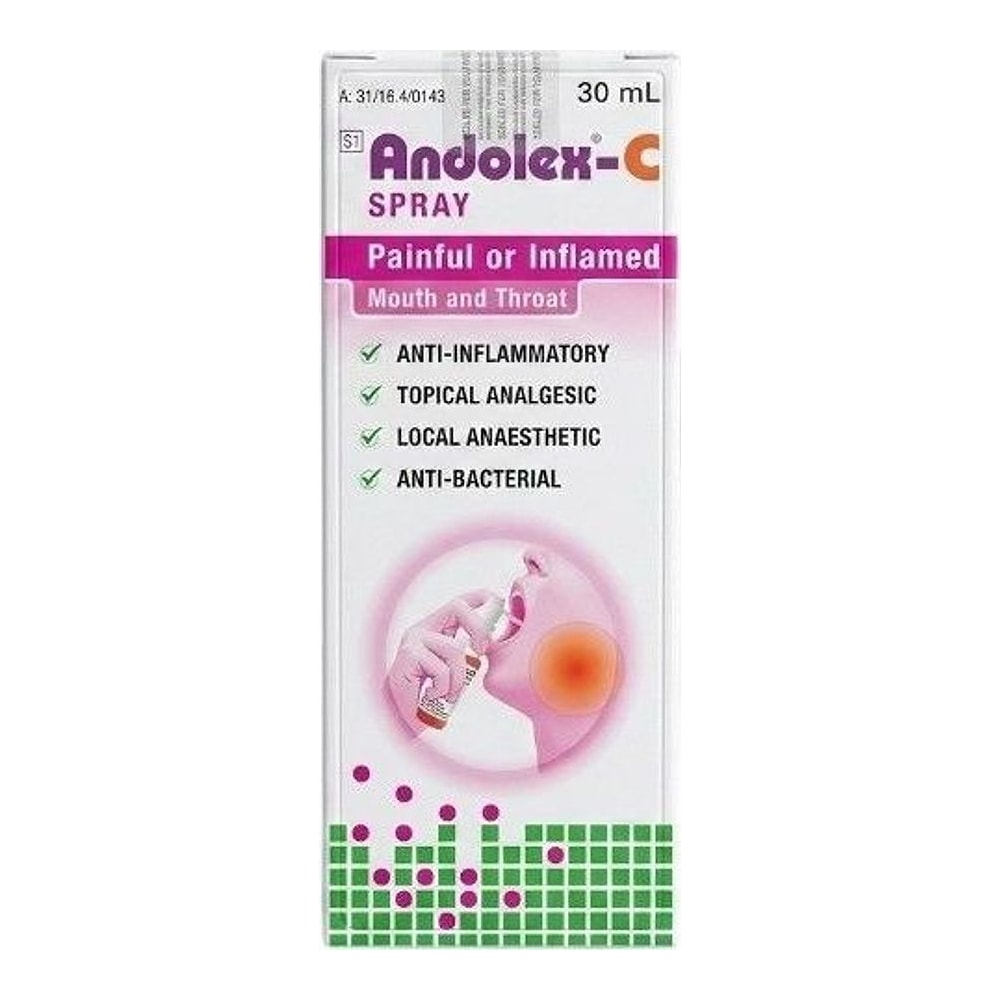 A: 31/16.4/0143
30 mL
S1
Andolex®-C
SPRAY
Painful or Inflamed
Mouth and Throat
ANTI-INFLAMMATORY
TOPICAL ANALGESIC
LOCAL ANAESTHETIC
ANTI-BACTERIAL